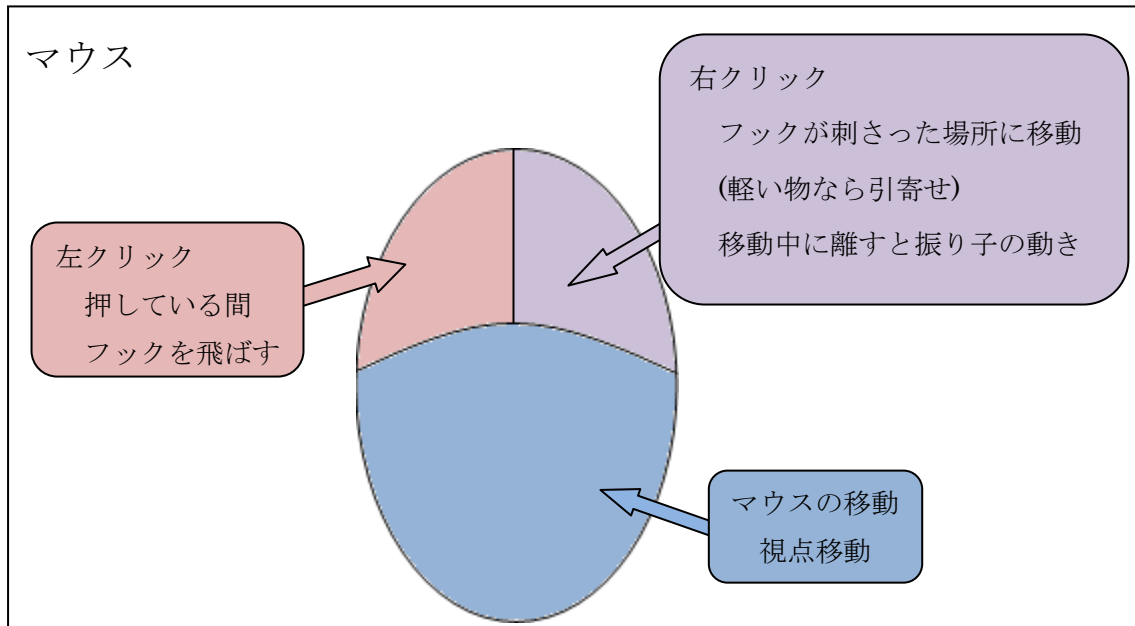 マウス
右クリック
フックが刺さった場所に移動
(軽い物なら引寄せ)
移動中に離すと振り子の動き
左クリック
押している間
フックを飛ばす
マウスの移動
視点移動